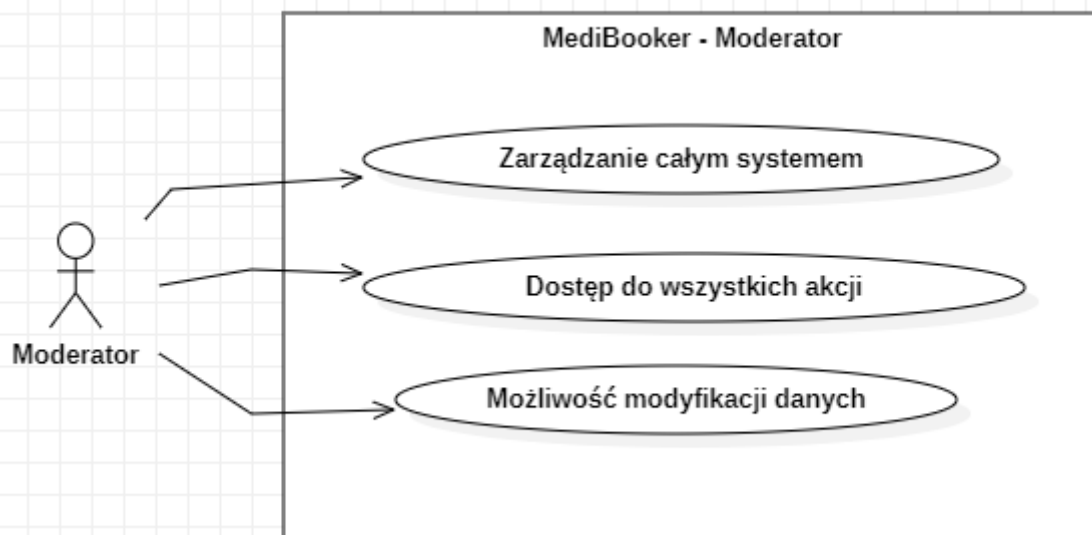 MediBooker - Moderator
Zarządzanie całym systemem
Dostęp do wszystkich akcji
Moderator
Możliwość modyfikacji danych